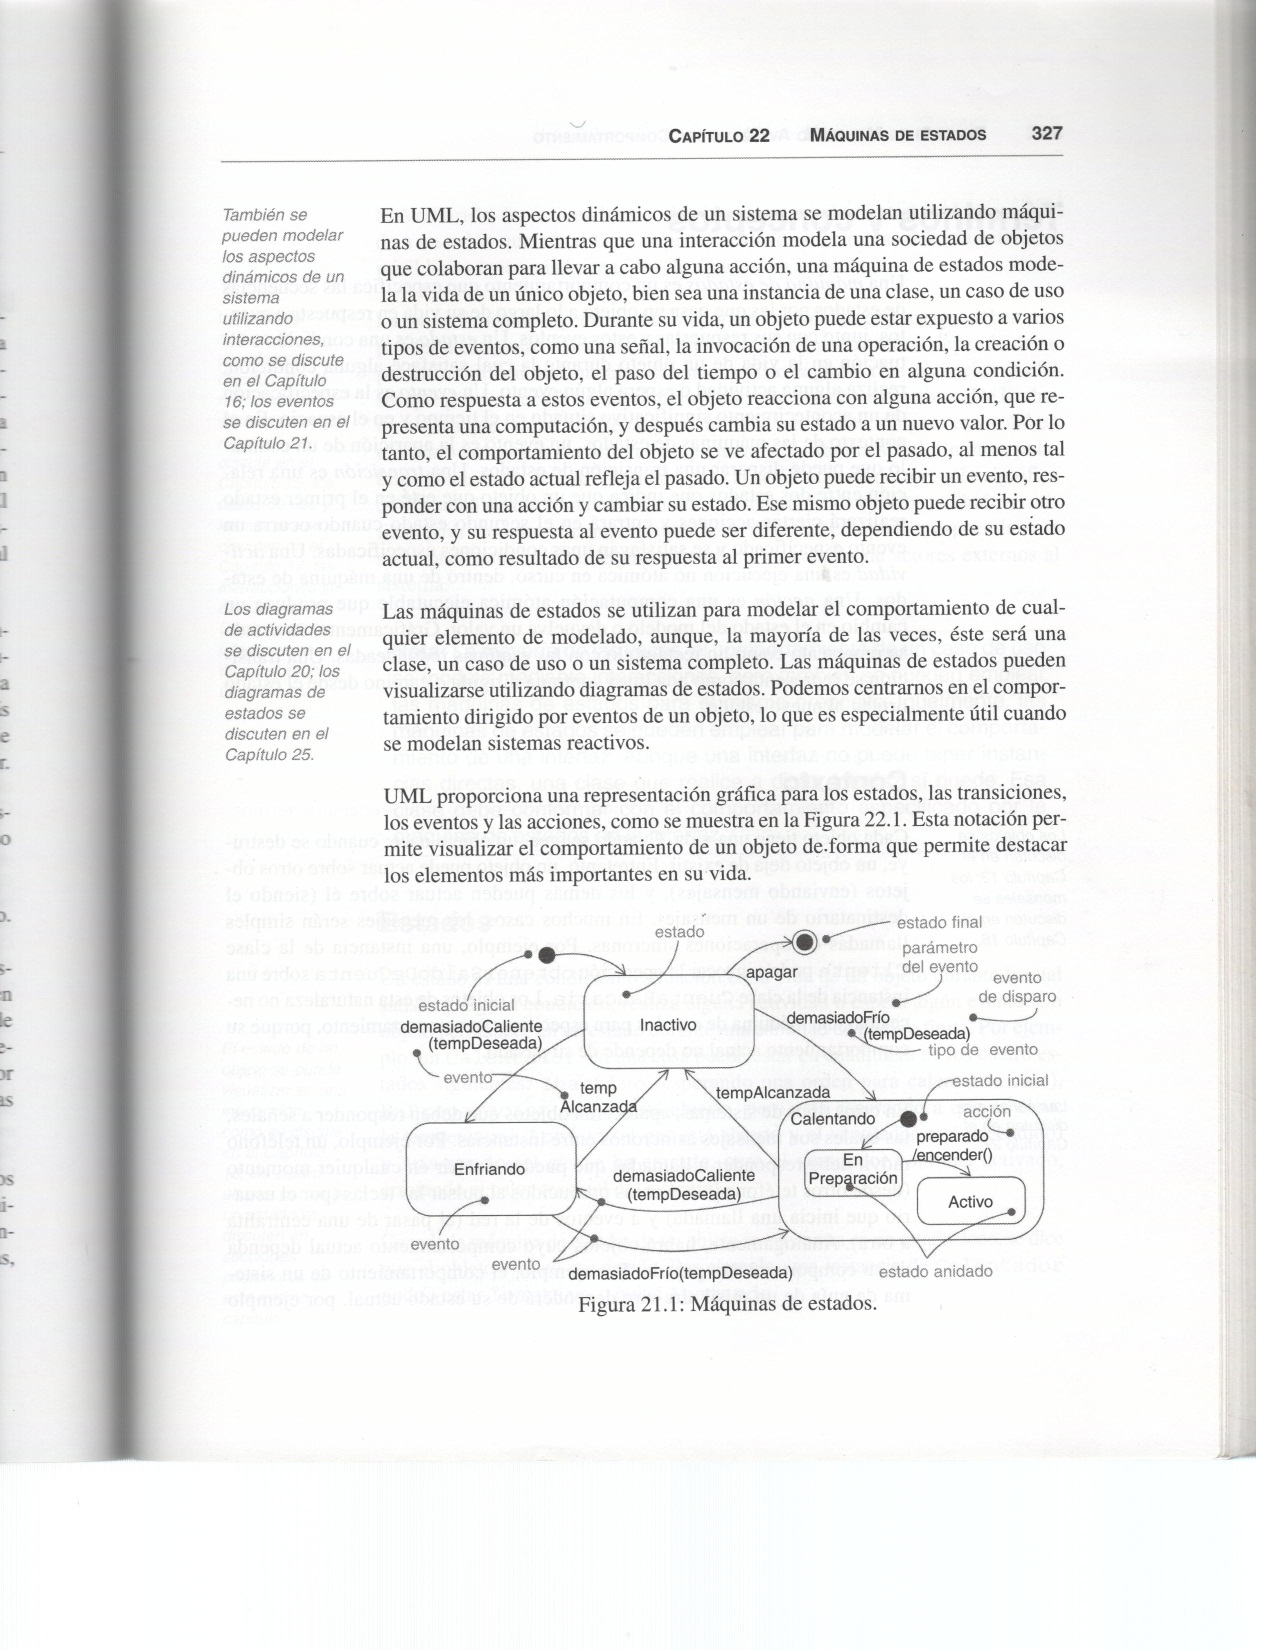 CAPÍTULO 22 MÁQUINAS DE ESTADOS 327
También se
pueden modelar
los aspectos
dinámicos de un
sistema
utilizando
interacciones,
como se discute
en el Capítulo
16; los eventos
se discuten en el
Capítulo 21.
En UML, los aspectos dinámicos de un sistema se modelan utilizando máqui-
nas de estados. Mientras que una interacción modela una sociedad de objetos
que colaboran para llevar a cabo alguna acción, una máquina de estados mode-
la la vida de un único objeto, bien sea una instancia de una clase, un caso de uso
o un sistema completo. Durante su vida, un objeto puede estar expuesto a varios
tipos de eventos, como una señal, la invocación de una operación, la creación o
destrucción del objeto, el paso del tiempo o el cambio en alguna condición.
Como respuesta a estos eventos, el objeto reacciona con alguna acción, que re-
presenta una computación, y después cambia su estado a un nuevo valor. Por lo
tanto, el comportamiento del objeto se ve afectado por el pasado, al menos tal
y como el estado actual refleja el pasado. Un objeto puede recibir un evento, res-
ponder con una acción y cambiar su estado. Ese mismo objeto puede recibir otro
evento, y su respuesta al evento puede ser diferente, dependiendo de su estado
actual, como resultado de su respuesta al primer evento.
Los diagramas
de actividades
se discuten en el
Capítulo 20; los
diagramas de
estados se
discuten en el
Capítulo 25.
Las máquinas de estados se utilizan para modelar el comportamiento de cual-
quier elemento de modelado, aunque, la mayoría de las veces, éste será una
clase, un caso de uso o un sistema completo. Las máquinas de estados pueden
visualizarse utilizando diagramas de estados. Podemos centrarnos en el compor-
tamiento dirigido por eventos de un objeto, lo que es especialmente útil cuando
se modelan sistemas reactivos.
UML proporciona una representación gráfica para los estados, las transiciones,
los eventos y las acciones, como se muestra en la Figura 22.1. Esta notación per-
mite visualizar el comportamiento de un objeto de forma que permite destacar
los elementos más importantes en su vida.
estado
estado final
parámetro
del evento
apagar
evento
de disparo
estado inicial
demasiadoCaliente
(tempDeseada)
Inactivo
demasiadoFrío
(tempDeseada)
tipo de evento
evento
temp
Alcanzada
tempAlcanzada
estado inicial
Calentando
acción
preparado
/encender()
En
Preparación
Enfriando
demasiadoCaliente
(tempDeseada)
Activo
evento
evento
demasiadoFrío(tempDeseada)
estado anidado
Figura 21.1: Máquinas de estados.